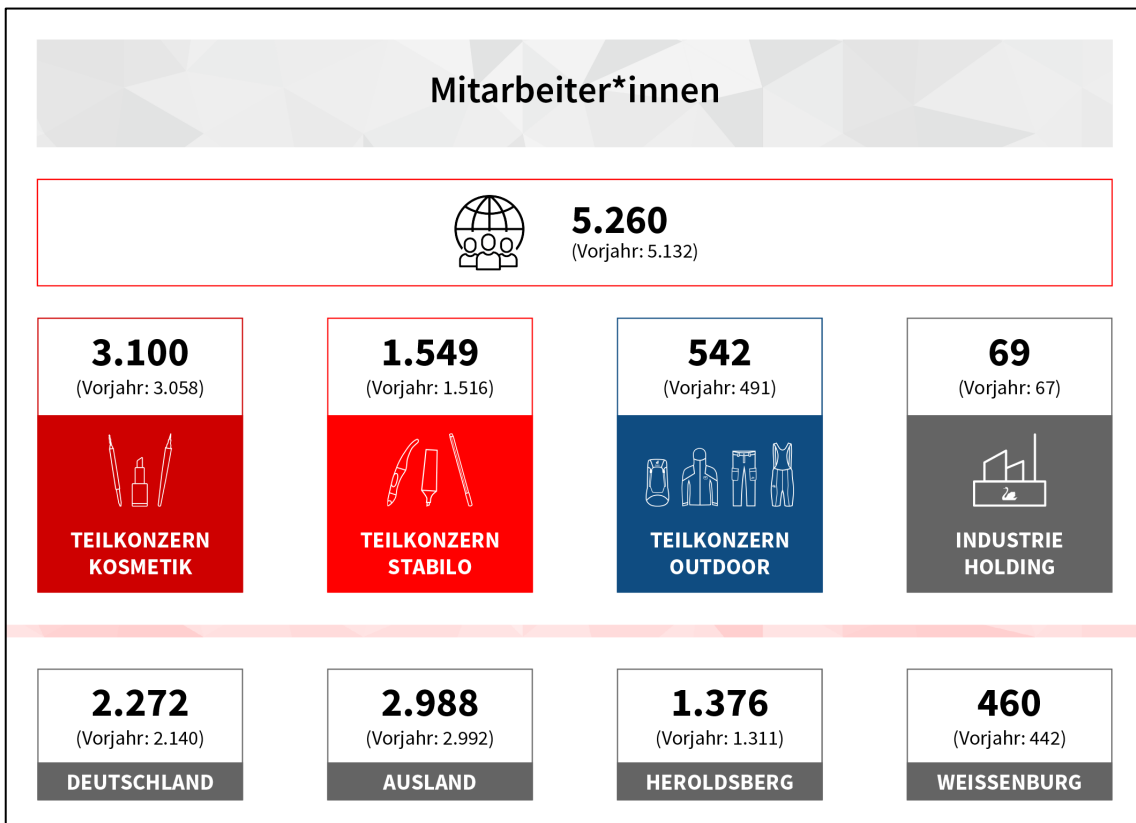 Mitarbeiter*innen
5.260
(Vorjahr: 5.132)
3.100
(Vorjahr: 3.058)
TEILKONZERN
KOSMETIK
1.549
(Vorjahr: 1.516)
TEILKONZERN
STABILO
542
(Vorjahr: 491)
TEILKONZERN
OUTDOOR
69
(Vorjahr: 67)
INDUSTRIE
HOLDING
2.272
(Vorjahr: 2.140)
DEUTSCHLAND
2.988
(Vorjahr: 2.992)
AUSLAND
1.376
(Vorjahr: 1.311)
HEROLDSBERG
460
(Vorjahr: 442)
WEISSENBURG